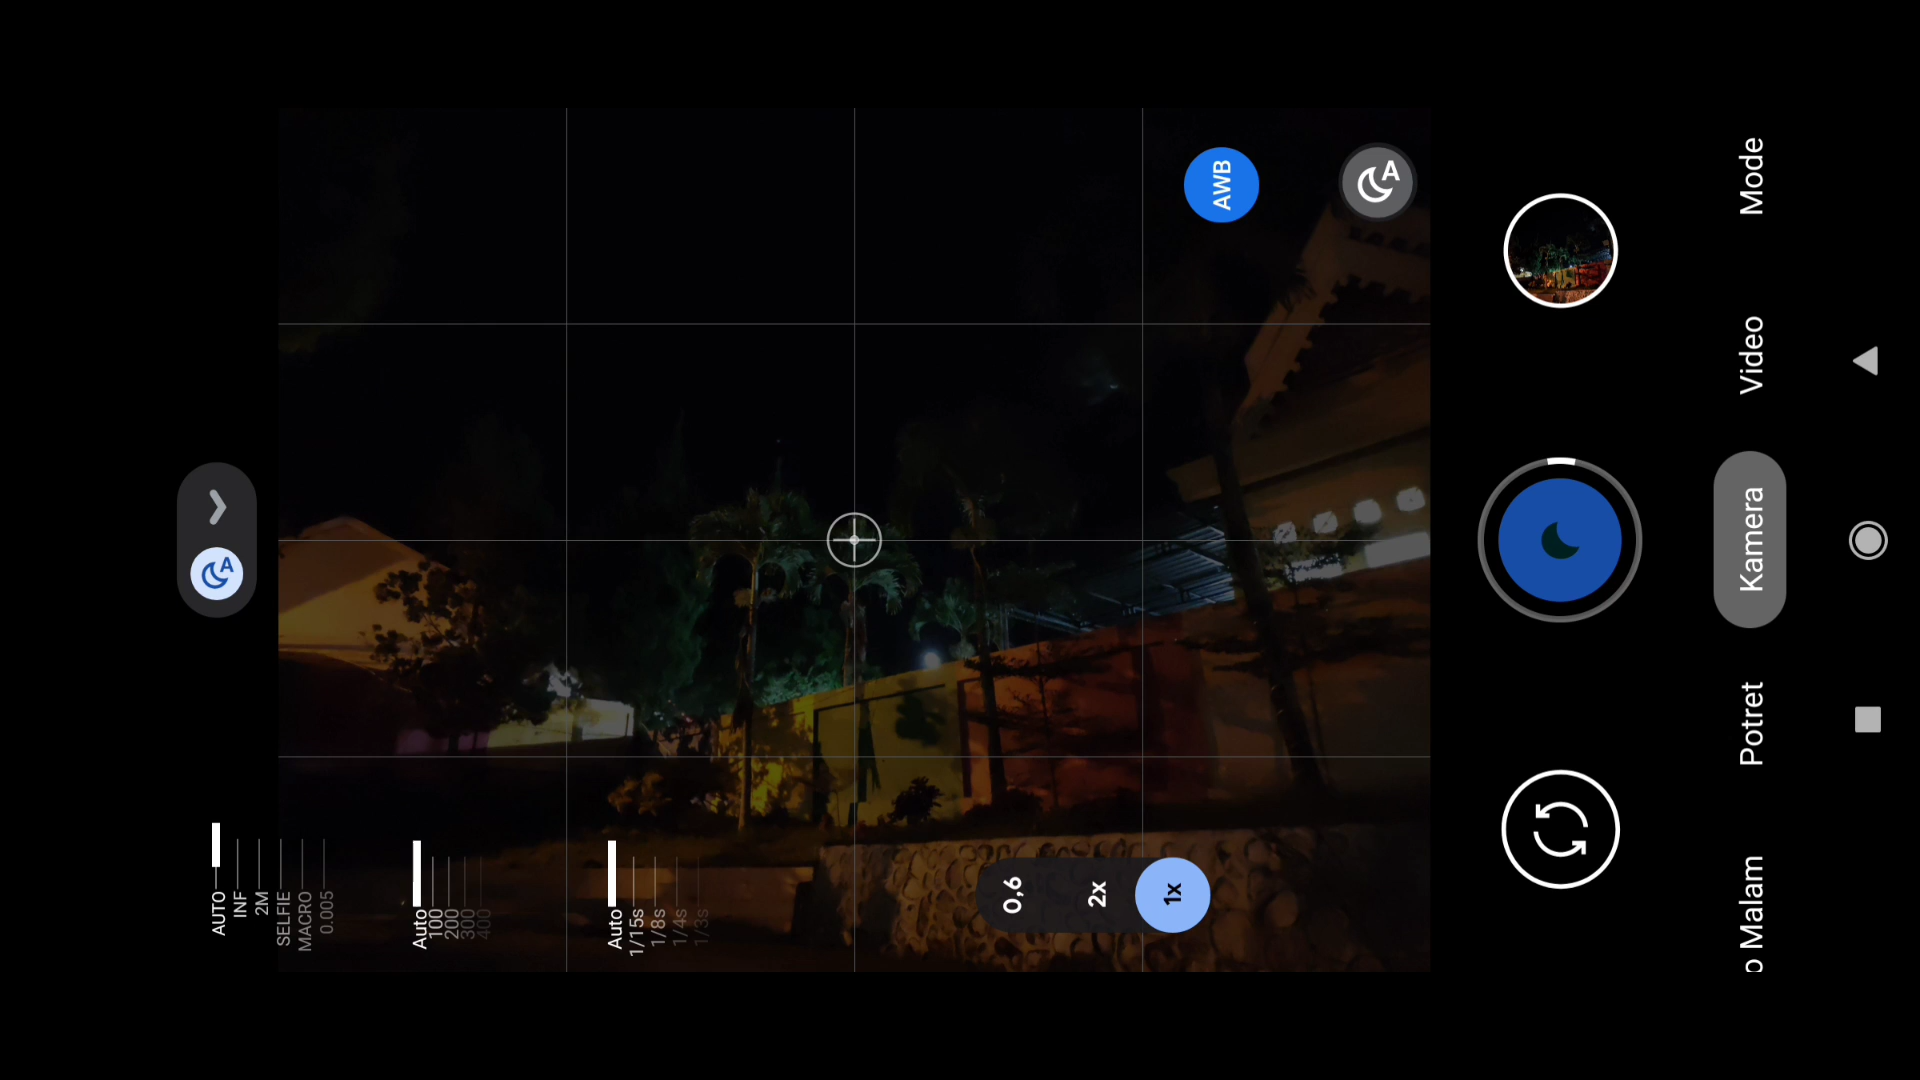 AWB
A
A
AUTO
INF
2M
SELFIE
MACRO
0.005
Auto
100
200
300
400
Auto
1/15s
1/8s
1/4s
1/3s
0,6
2x
1x
Mode
Video
Kamera
Potret
o Malam